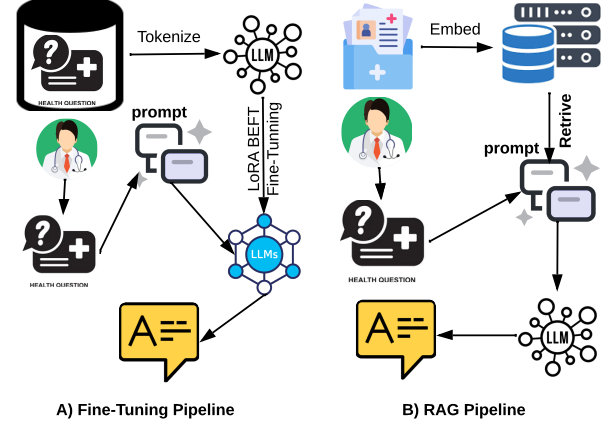 Tokenize
LLM
HEALTH QUESTION
prompt
LoRA BEFT
Fine-Tunning
HEALTH QUESTION
LLMs
A
A) Fine-Tuning Pipeline
Embed
Retrive
prompt
HEALTH QUESTION
LLM
A
B) RAG Pipeline